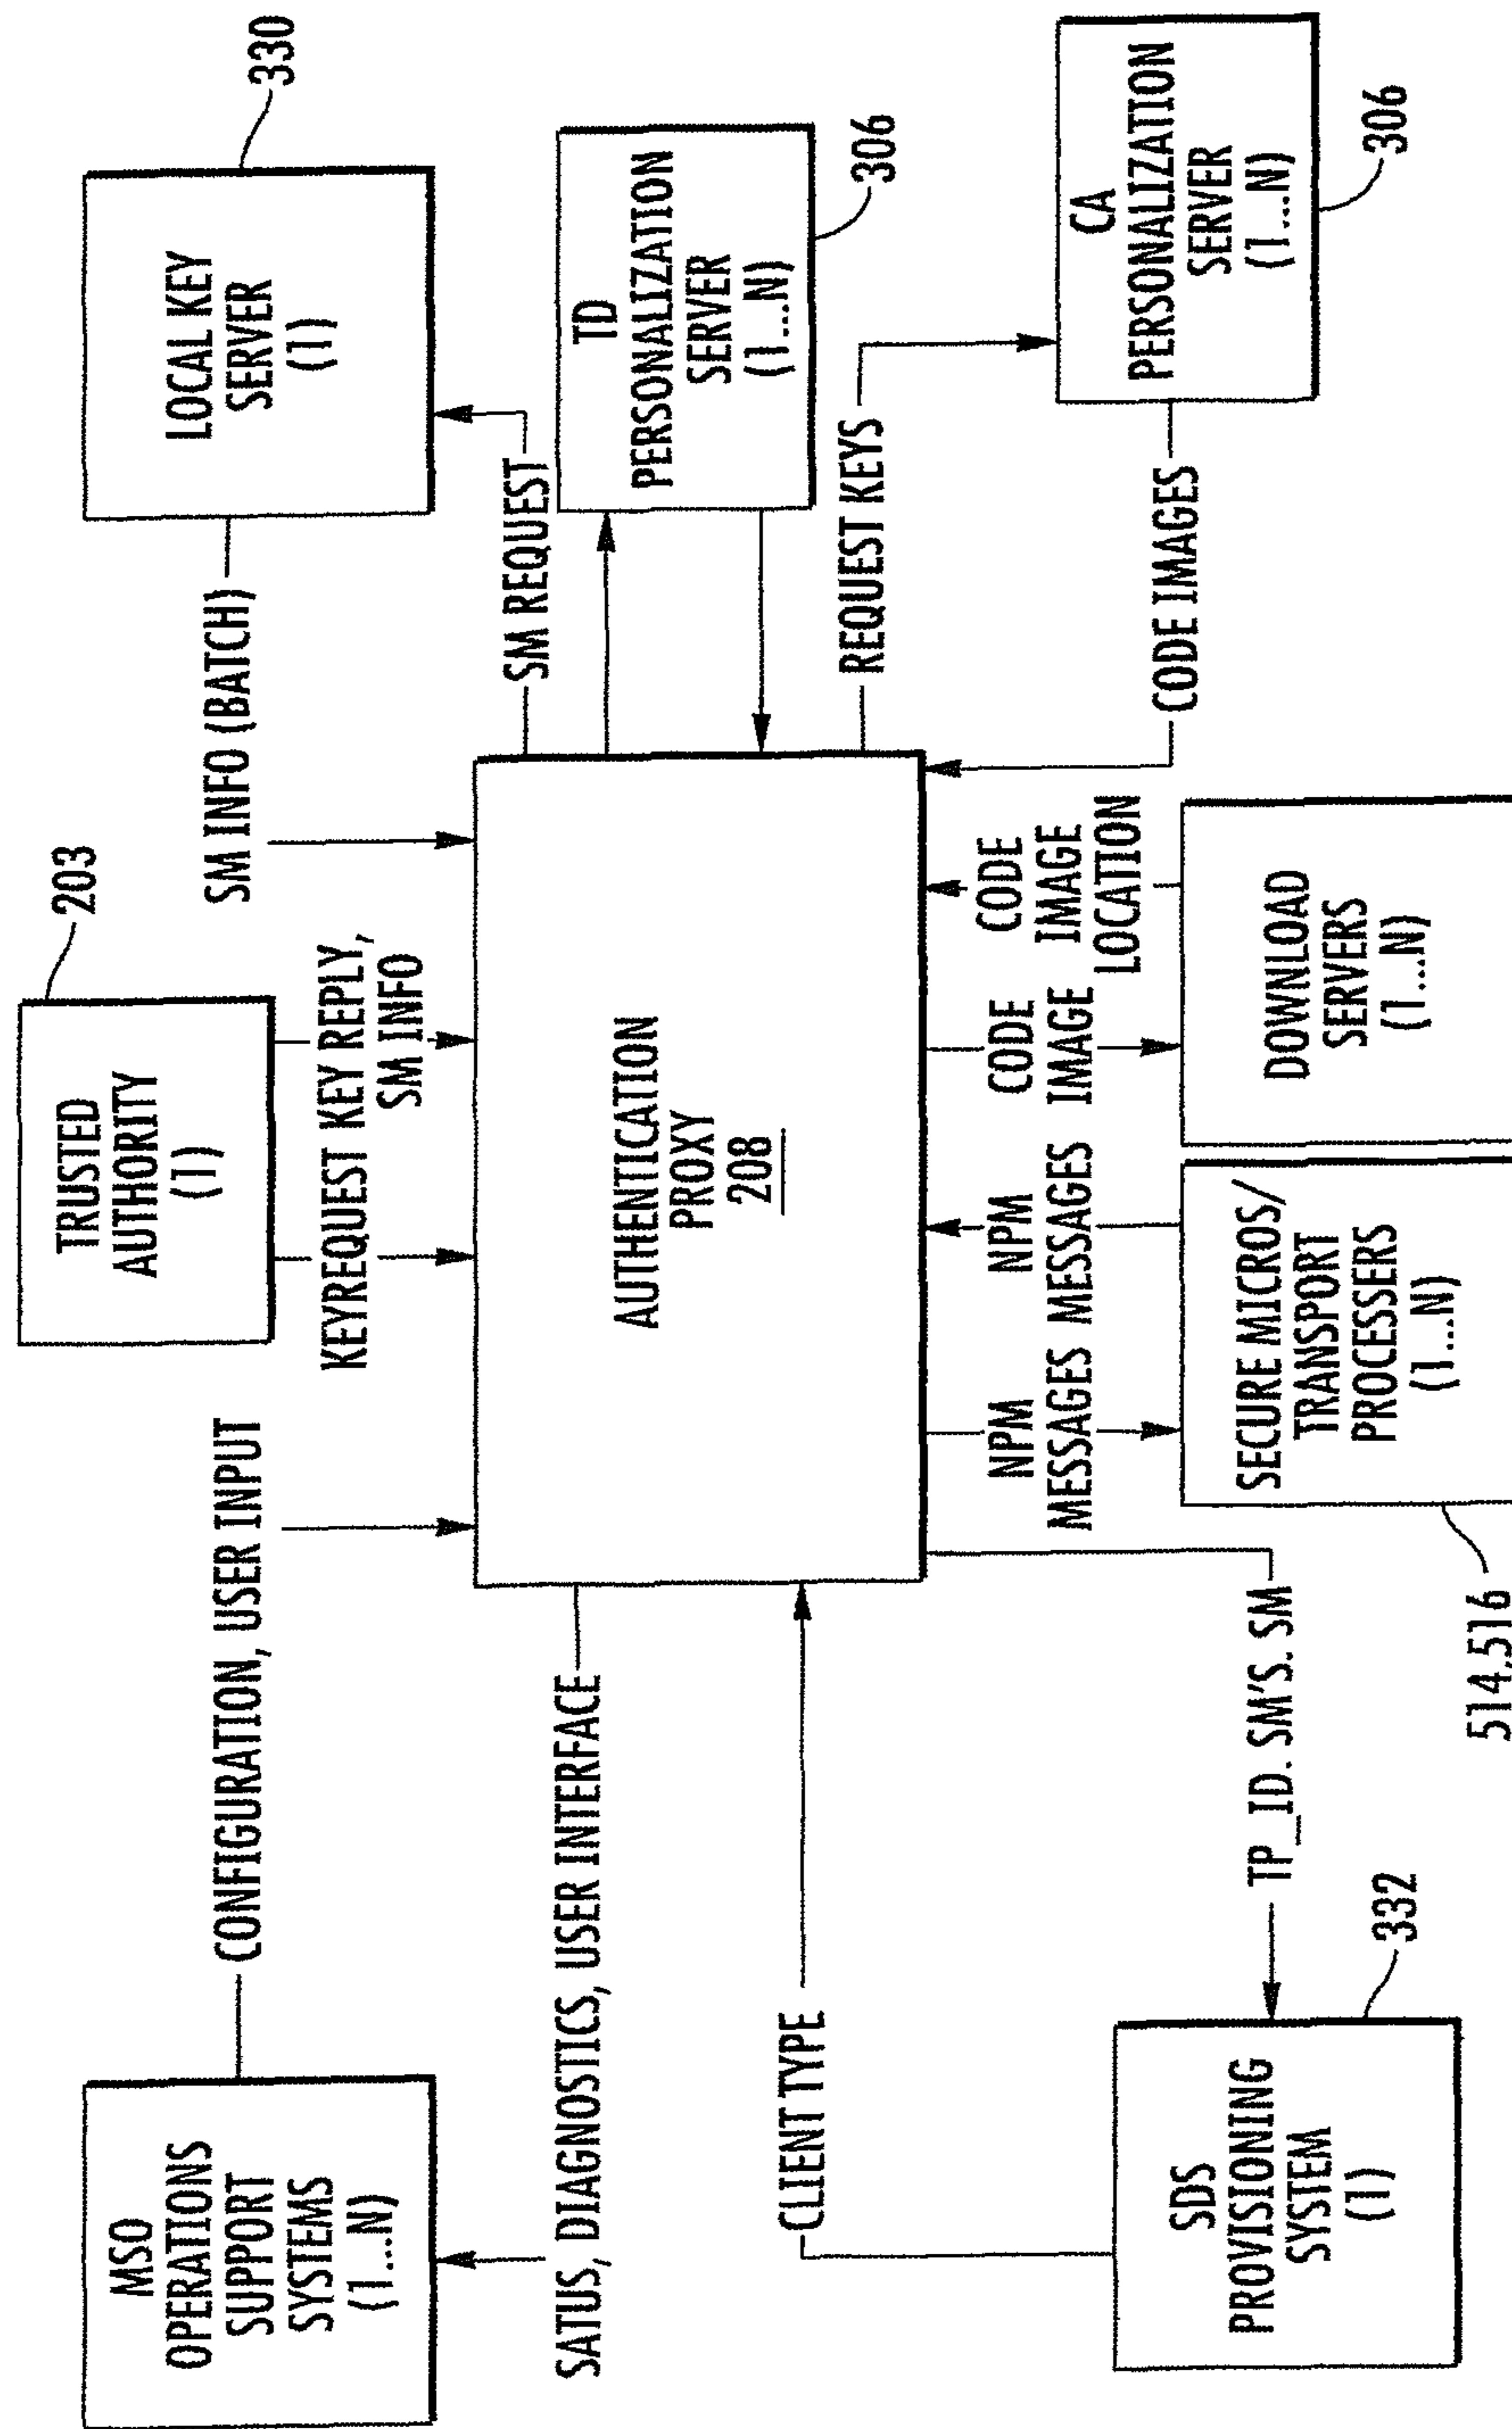 MSO
OPERATIONS
SUPPORT
SYSTEMS
(1...N)
CONFIGURATION, USER INPUT
SATUS, DIAGNOSTICS, USER INTERFACE
TRUSTED
AUTHORITY
(1)
203
KEYREQUEST
KEY REPLY,
SM INFO
LOCAL KEY
SERVER
(1)
330
SM INFO (BATCH)
SM REQUEST
TD
PERSONALIZATION
SERVER
(1...N)
306
AUTHENTICATION
PROXY
208
REQUEST KEYS
CODE IMAGES
CA
PERSONALIZATION
SERVER
(1...N)
306
CLIENT TYPE
SDS
PROVISIONING
SYSTEM
(1)
332
TP_ID. SM'S. SM
NPM
MESSAGES
NPM
MESSAGES
CODE
IMAGE
CODE
IMAGE
LOCATION
SECURE MICROS/
TRANSPORT
PROCESSERS
(1...N)
514,516
DOWNLOAD
SERVERS
(1...N)